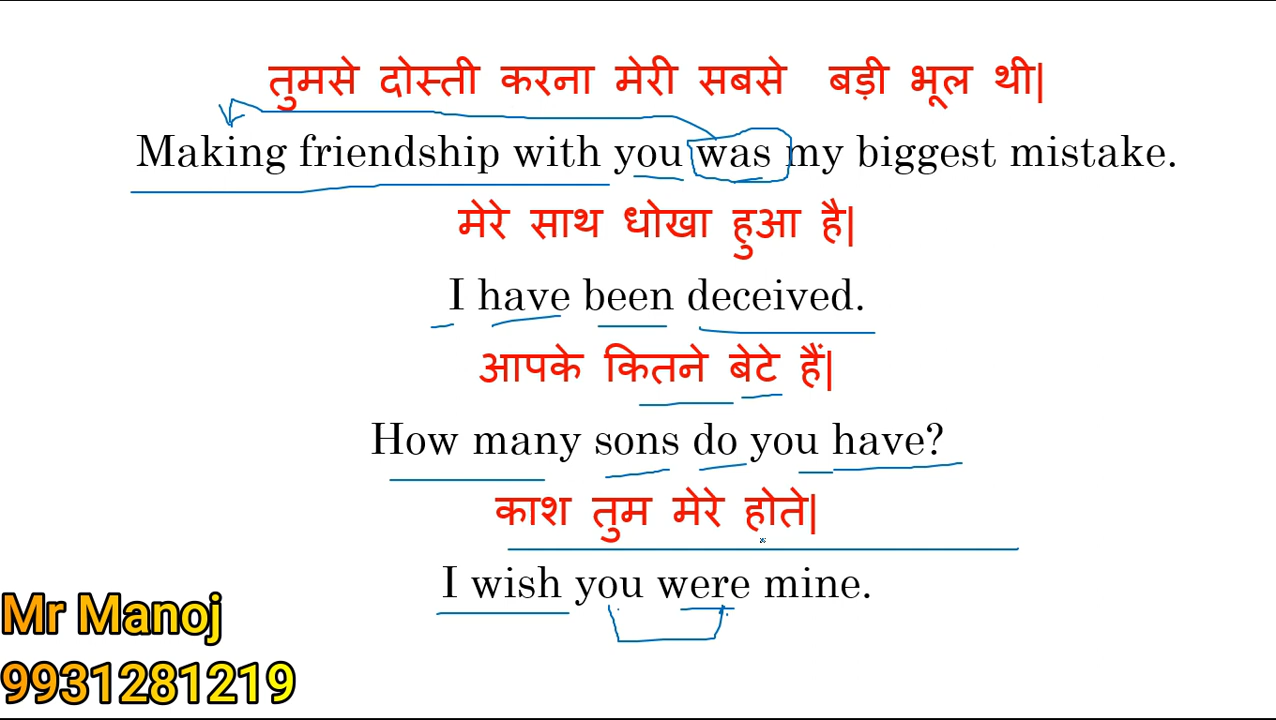 तुमसे दोस्ती करना मेरी सबसे बड़ी भूल थी|
Making friendship with you was my biggest mistake.
मेरे साथ धोखा हुआ है|
I have been deceived.
आपके कितने बेटे हैं|
How many sons do you have?
काश तुम मेरे होते|
I wish you were mine.
Mr Manoj
9931281219